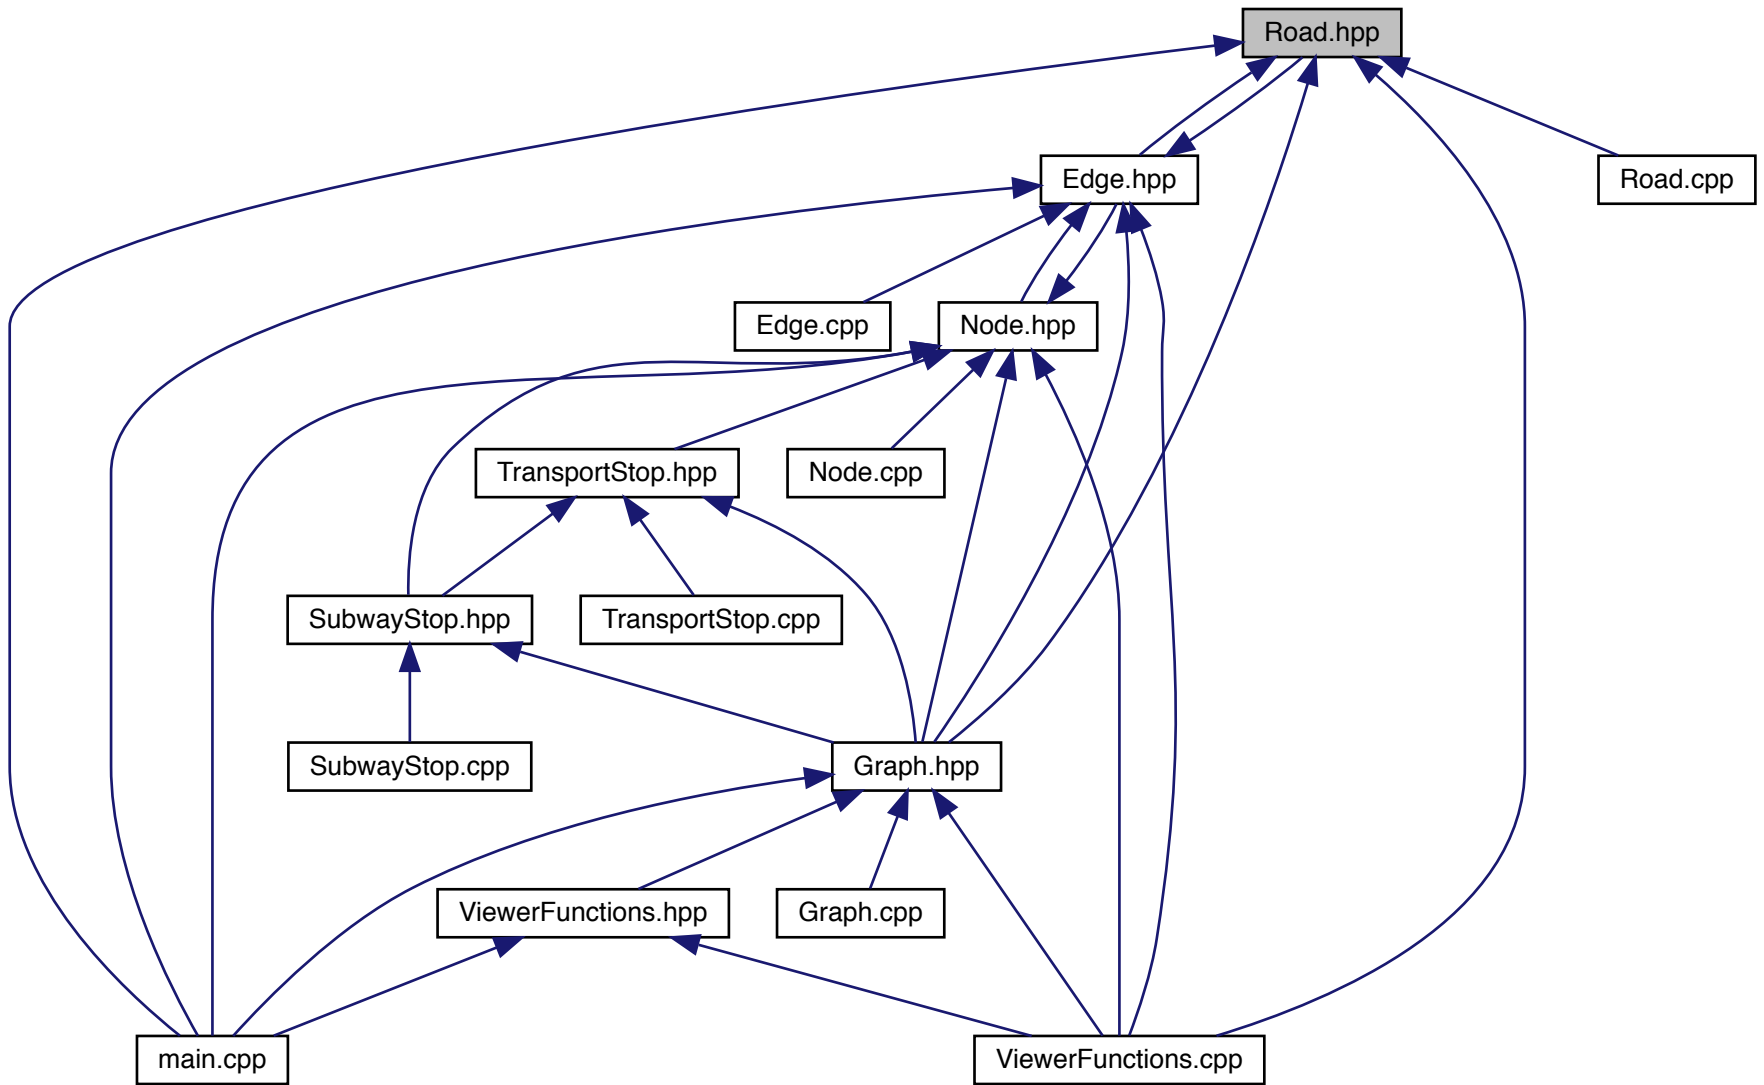 Road.hpp
Edge.hpp
Road.cpp
Edge.cpp
Node.hpp
TransportStop.hpp
Node.cpp
SubwayStop.hpp
TransportStop.cpp
SubwayStop.cpp
Graph.hpp
ViewerFunctions.hpp
Graph.cpp
main.cpp
ViewerFunctions.cpp